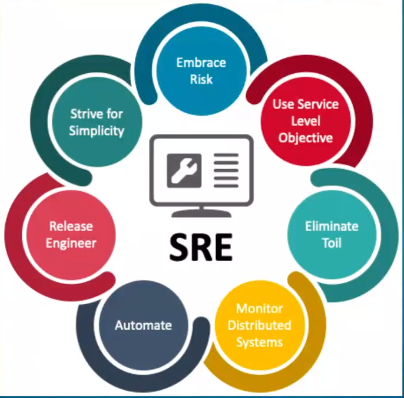 Embrace
Risk
Use Service
Level
Objective
Eliminate
Toil
Monitor
Distributed
Systems
Automate
Release
Engineer
Strive for
Simplicity
SRE